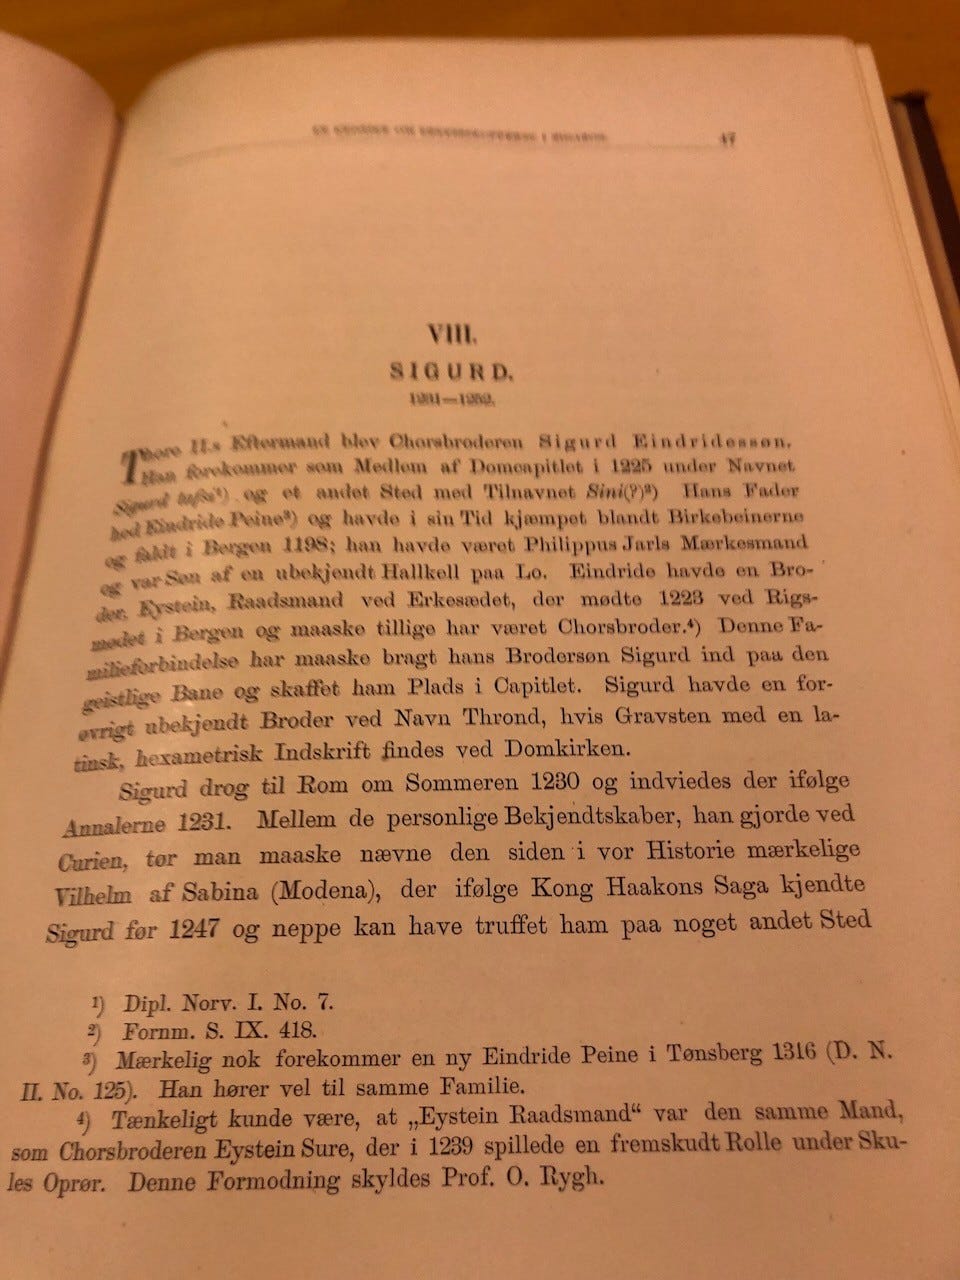 47
VIII.
SIGURD.
1231—1252.
Thore II.s Eftermand blev Chorsbroderen Sigurd Eindridessøn.
Han forekommer som Medlem af Domcapitlet i 1225 under Navnet
Sigurd tafsi¹) og et andet Sted med Tilnavnet Sini(?)²) Hans Fader
hed Eindride Peine³) og havde i sin Tid kjæmpet blandt Birkebeinerne
og faldt i Bergen 1198; han havde været Philippus Jarls Mærkesmand
og var Søn af en ubekjendt Hallkell paa Lo. Eindride havde en Bro-
der, Eystein, Raadsmand ved Erkesædet, der mødte 1223 ved Rigs-
mødet i Bergen og maaske tillige har været Chorsbroder.⁴) Denne Fa-
milieforbindelse har maaske bragt hans Brodersøn Sigurd ind paa den
geistlige Bane og skaffet ham Plads i Capitlet. Sigurd havde en for-
øvrigt ubekjendt Broder ved Navn Thrond, hvis Gravsten med en la-
tinsk, hexametrisk Indskrift findes ved Domkirken.
Sigurd drog til Rom om Sommeren 1230 og indviedes der ifølge
Annalerne 1231. Mellem de personlige Bekjendtskaber, han gjorde ved
Curien, tør man maaske nævne den siden i vor Historie mærkelige
Vilhelm af Sabina (Modena), der ifølge Kong Haakons Saga kjendte
Sigurd før 1247 og neppe kan have truffet ham paa noget andet Sted
¹) Dipl. Norv. I. No. 7.
²) Fornm. S. IX. 418.
³) Mærkelig nok forekommer en ny Eindride Peine i Tønsberg 1316 (D. N.
II. No. 125). Han hører vel til samme Familie.
⁴) Tænkeligt kunde være, at „Eystein Raadsmand“ var den samme Mand,
som Chorsbroderen Eystein Sure, der i 1239 spillede en fremskudt Rolle under Sku-
les Oprør. Denne Formodning skyldes Prof. O. Rygh.